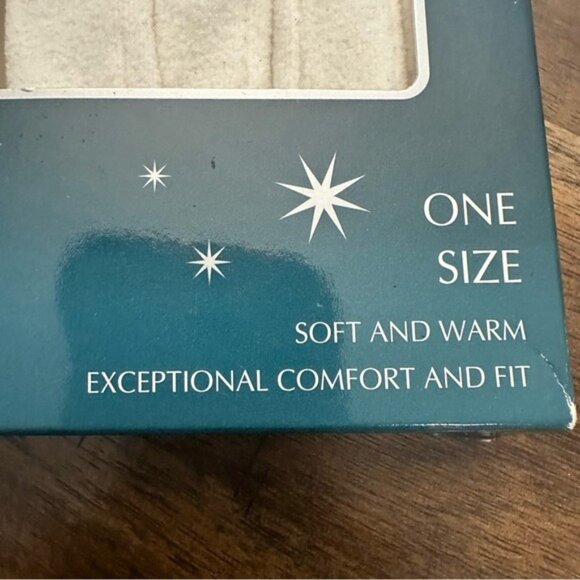 ONE
SIZE
SOFT AND WARM
EXCEPTIONAL COMFORT AND FIT